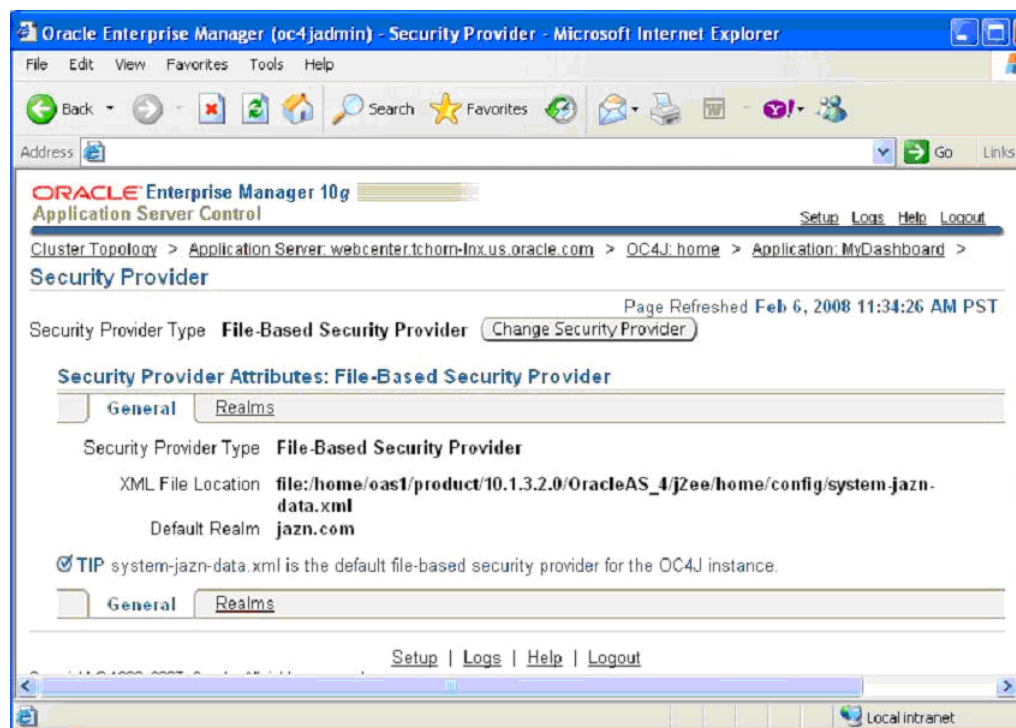 Oracle Enterprise Manager (oc4jadmin) - Security Provider - Microsoft Internet Explorer
File Edit View Favorites Tools Help
Back Search Favorites
Address Go Links
ORACLE Enterprise Manager 10g
Application Server Control
Setup Logs Help Logout
Cluster Topology > Application Server: webcenter.tchorn-lnx.us.oracle.com > OC4J: home > Application: MyDashboard >
Security Provider
Page Refreshed Feb 6, 2008 11:34:26 AM PST
Security Provider Type File-Based Security Provider Change Security Provider
Security Provider Attributes: File-Based Security Provider
General Realms
Security Provider Type File-Based Security Provider
XML File Location file:/home/oas1/product/10.1.3.2.0/OracleAS_4/j2ee/home/config/system-jazn-
data.xml
Default Realm jazn.com
TIP system-jazn-data.xml is the default file-based security provider for the OC4J instance.
General Realms
Setup | Logs | Help | Logout
Local intranet